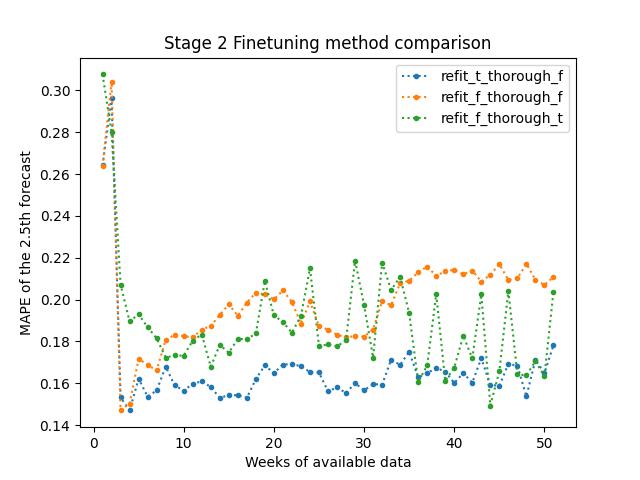 Stage 2 Finetuning method comparison
refit_t_thorough_f
refit_f_thorough_f
refit_f_thorough_t
MAPE of the 2.5th forecast
0.30
0.28
0.26
0.24
0.22
0.20
0.18
0.16
0.14
0 10 20 30 40 50
Weeks of available data